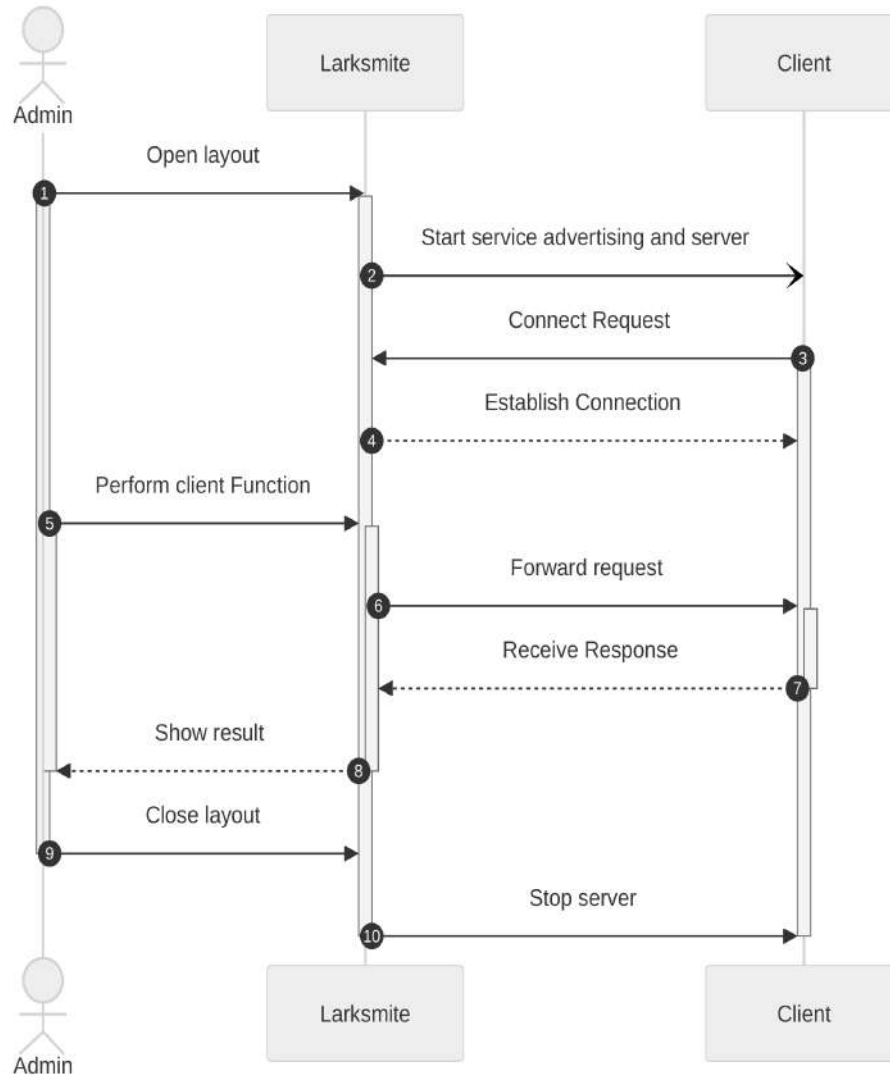 Larksmite
Client
Admin
Open layout
1
Start service advertising and server
2
Connect Request
3
Establish Connection
4
Perform client Function
5
Forward request
6
Receive Response
7
Show result
8
Close layout
9
Stop server
10
Larksmite
Client
Admin